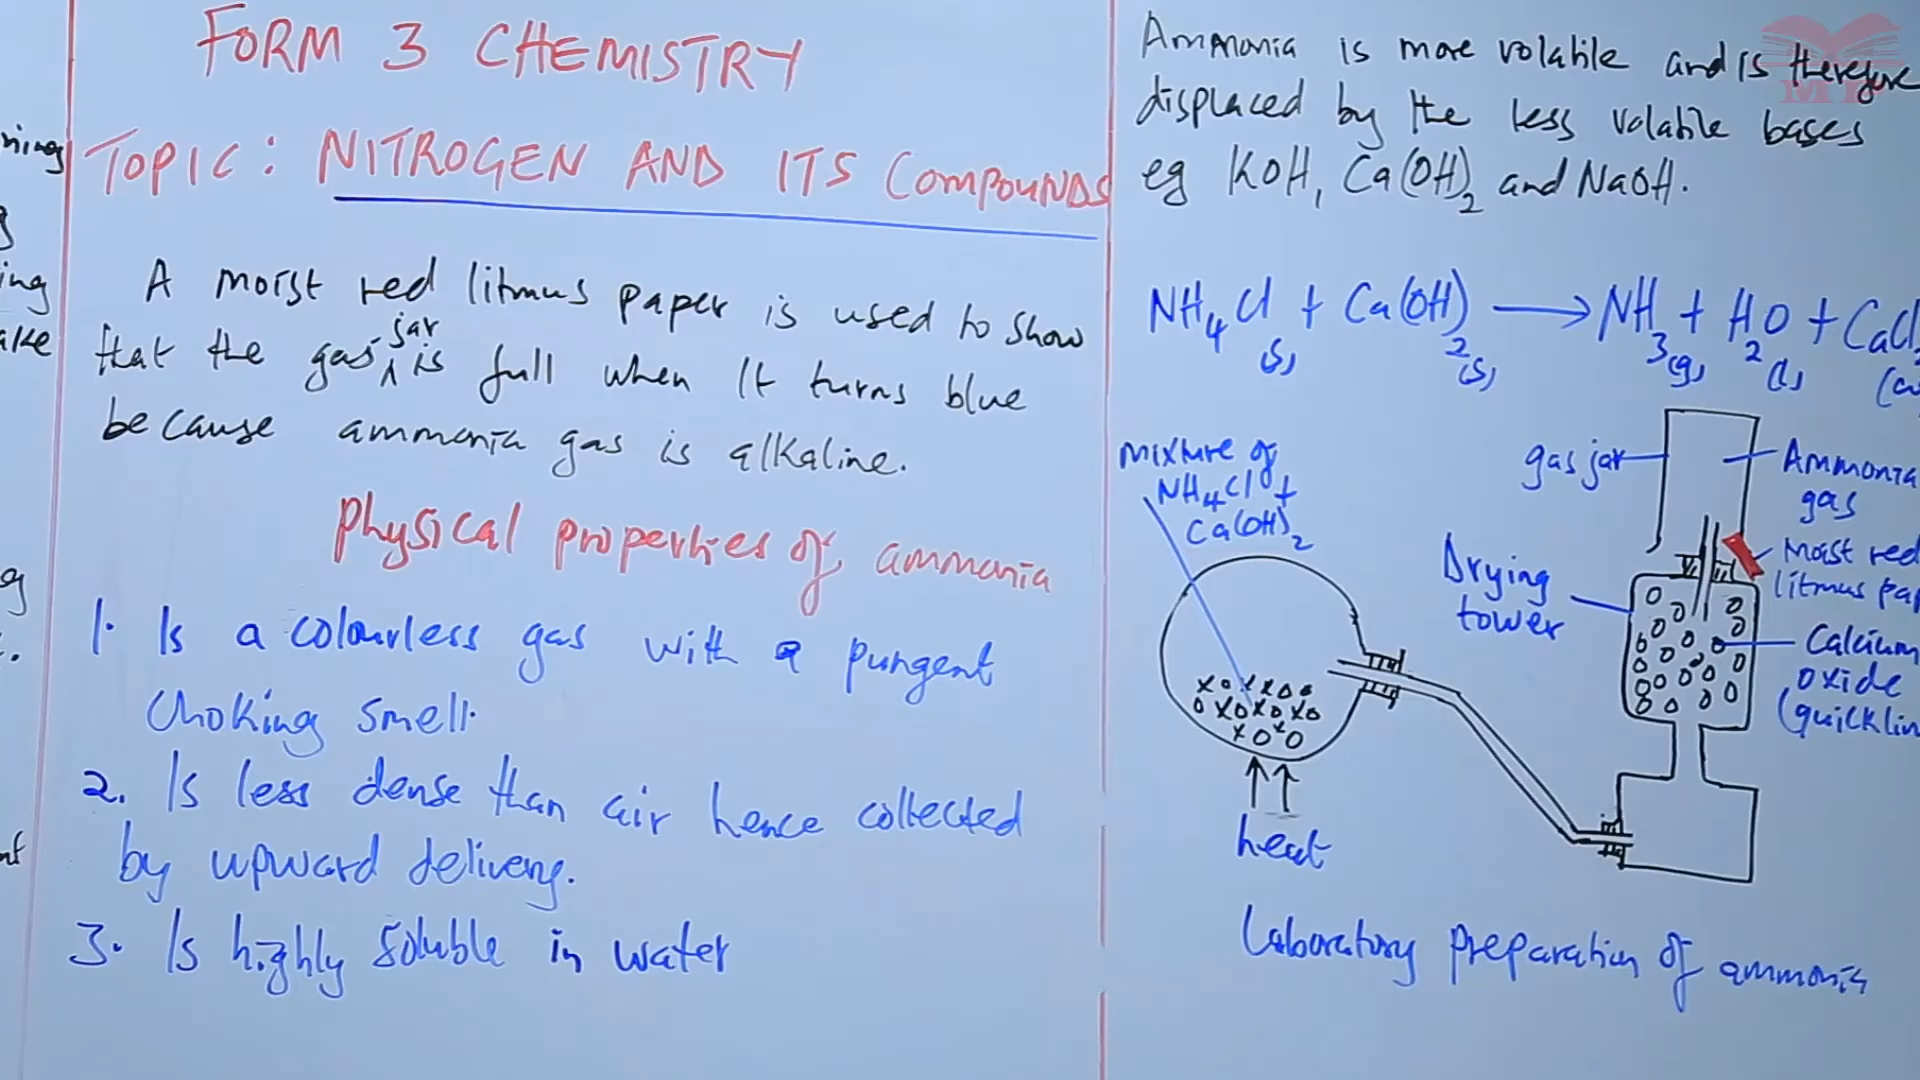 FORM 3 CHEMISTRY
TOPIC: NITROGEN AND ITS COMPOUNDS
A moist red litmus paper is used to show
that the gas jar is full when it turns blue
because ammonia gas is alkaline.
physical properties of ammonia
1. Is a colourless gas with a pungent
choking smell.
2. Is less dense than air hence collected
by upward delivery.
3. Is highly soluble in water
Ammonia is more volatile and is therefore
displaced by the less volatile bases
eg KOH, Ca(OH)2 and NaOH.
NH4Cl(s) + Ca(OH)2(s) → NH3(g) + H2O(l) + CaCl2
mixture of
NH4Cl +
Ca(OH)2
heat
Drying
tower
gas jar
Ammonia
gas
Moist red
litmus pap
Calcium
oxide
(quicklim
Laboratory preparation of ammonia
MF